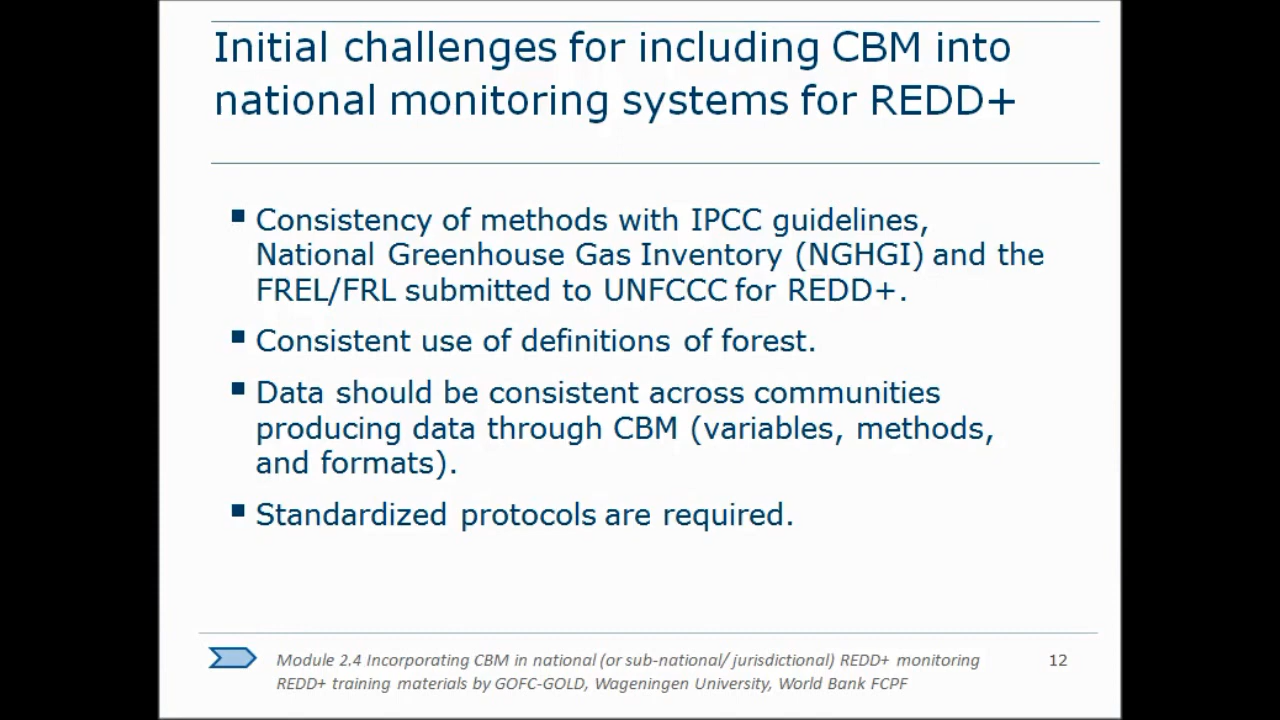 Initial challenges for including CBM into
national monitoring systems for REDD+
■ Consistency of methods with IPCC guidelines,
National Greenhouse Gas Inventory (NGHGI) and the
FREL/FRL submitted to UNFCCC for REDD+.
■ Consistent use of definitions of forest.
■ Data should be consistent across communities
producing data through CBM (variables, methods,
and formats).
■ Standardized protocols are required.
Module 2.4 Incorporating CBM in national (or sub-national/ jurisdictional) REDD+ monitoring 12
REDD+ training materials by GOFC-GOLD, Wageningen University, World Bank FCPF